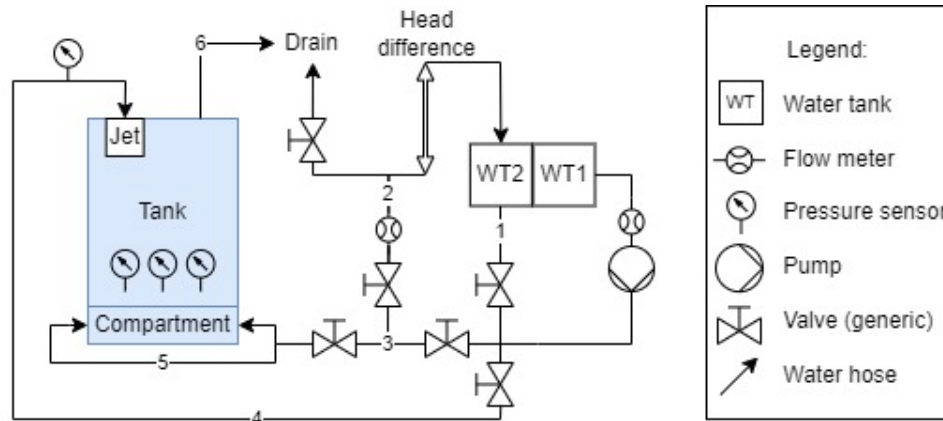 6
Drain
Head
difference
Jet
Tank
Compartment
5
4
2
3
1
WT2
WT1
Legend:
WT
Water tank
Flow meter
Pressure sensor
Pump
Valve (generic)
Water hose